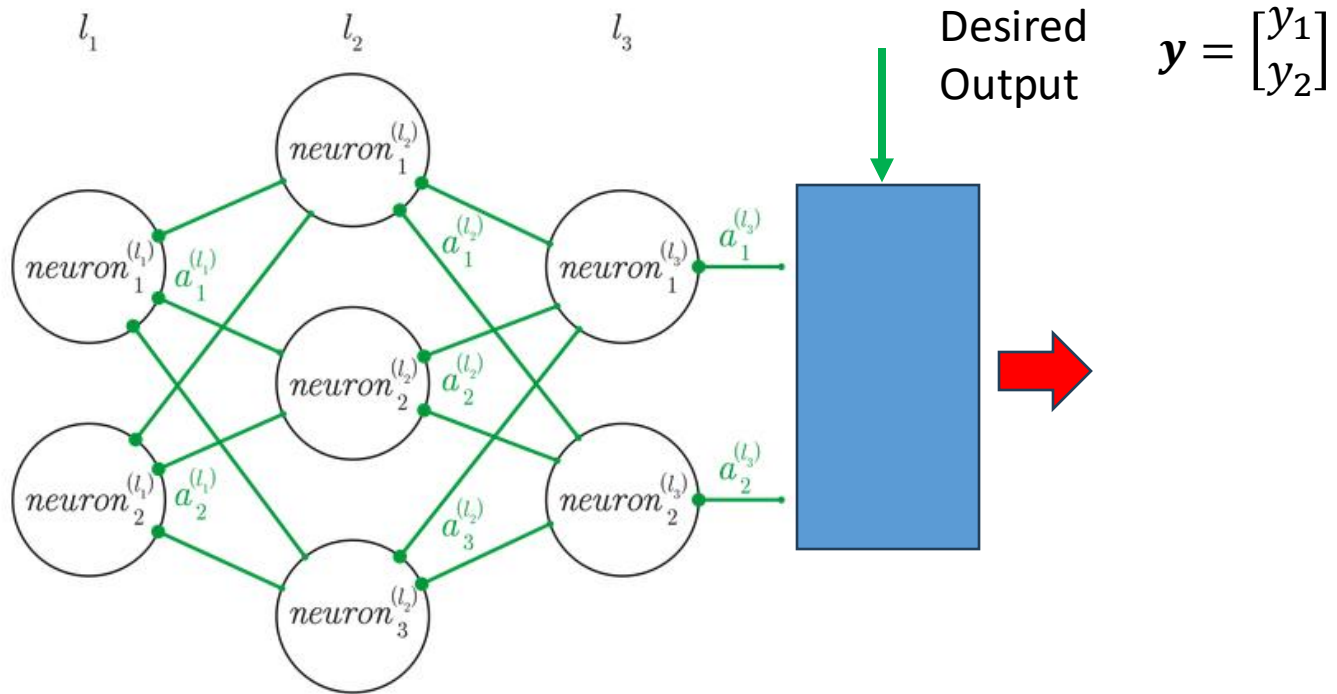 l₁ l₂ l₃
Desired
Output
𝒚 = [y₁ y₂]
neuron₁^(l₂)
neuron₁^(l₁)
a₁^(l₁)
a₁^(l₂)
neuron₁^(l₃)
a₁^(l₃)
neuron₂^(l₂)
a₂^(l₂)
neuron₂^(l₁)
a₂^(l₁)
a₃^(l₂)
neuron₂^(l₃)
a₂^(l₃)
neuron₃^(l₂)